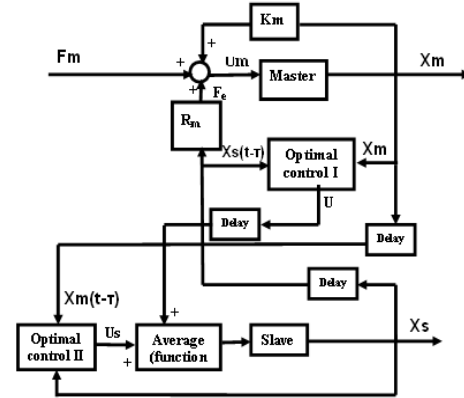 Km
+
Fm
+
Um
Master
Xm
+
Fe
Rm
Xs(t-τ)
Optimal
control I
Xm
U
Delay
Delay
Delay
Xm(t-τ)
+
Xs
Optimal
control II
Us
+
Average
(function
Slave